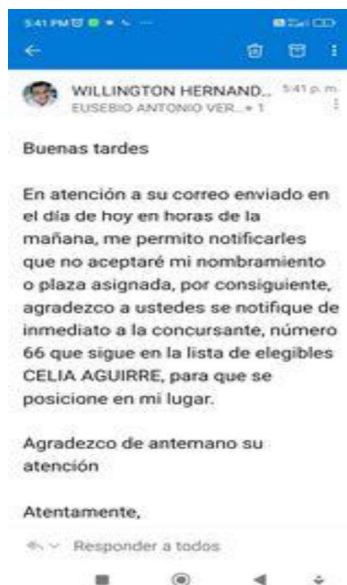 5:41 PM
WILLINGTON HERNAND... 5:41 p. m.
EUSEBIO ANTONIO VER... + 1
Buenas tardes
En atención a su correo enviado en
el día de hoy en horas de la
mañana, me permito notificarles
que no aceptaré mi nombramiento
o plaza asignada, por consiguiente,
agradezco a ustedes se notifique de
inmediato a la concursante, número
66 que sigue en la lista de elegibles
CELIA AGUIRRE, para que se
posicione en mi lugar.
Agradezco de antemano su
atención
Atentamente,
Responder a todos